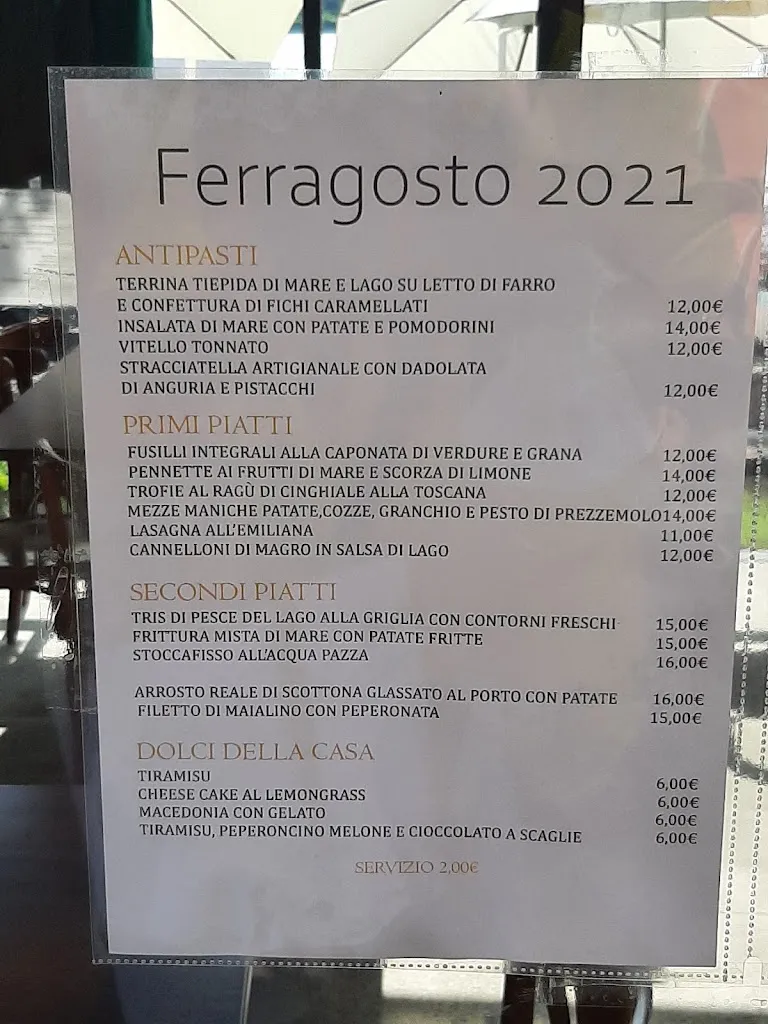 Ferragosto 2021
ANTIPASTI
TERRINA TIEPIDA DI MARE E LAGO SU LETTO DI FARRO
E CONFETTURA DI FICHI CARAMELLATI 12,00€
INSALATA DI MARE CON PATATE E POMODORINI 14,00€
VITELLO TONNATO 12,00€
STRACCIATELLA ARTIGIANALE CON DADOLATA
DI ANGURIA E PISTACCHI 12,00€
PRIMI PIATTI
FUSILLI INTEGRALI ALLA CAPONATA DI VERDURE E GRANA 12,00€
PENNETTE AI FRUTTI DI MARE E SCORZA DI LIMONE 14,00€
TROFIE AL RAGÙ DI CINGHIALE ALLA TOSCANA 12,00€
MEZZE MANICHE PATATE,COZZE, GRANCHIO E PESTO DI PREZZEMOLO14,00€
LASAGNA ALL'EMILIANA 11,00€
CANNELLONI DI MAGRO IN SALSA DI LAGO 12,00€
SECONDI PIATTI
TRIS DI PESCE DEL LAGO ALLA GRIGLIA CON CONTORNI FRESCHI 15,00€
FRITTURA MISTA DI MARE CON PATATE FRITTE 15,00€
STOCCAFISSO ALL'ACQUA PAZZA 16,00€
ARROSTO REALE DI SCOTTONA GLASSATO AL PORTO CON PATATE 16,00€
FILETTO DI MAIALINO CON PEPERONATA 15,00€
DOLCI DELLA CASA
TIRAMISU 6,00€
CHEESE CAKE AL LEMONGRASS 6,00€
MACEDONIA CON GELATO 6,00€
TIRAMISU, PEPERONCINO MELONE E CIOCCOLATO A SCAGLIE 6,00€
SERVIZIO 2,00€